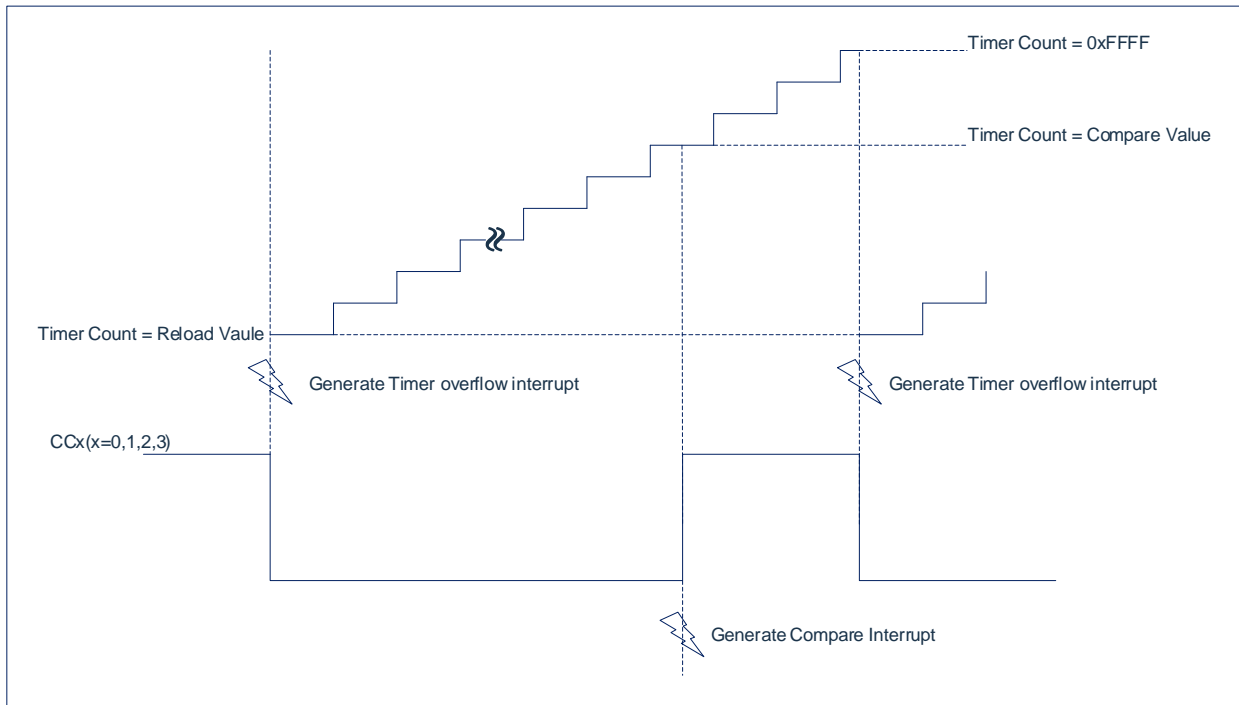 Timer Count = 0xFFFF
Timer Count = Compare Value
Timer Count = Reload Vaule
Generate Timer overflow interrupt
Generate Timer overflow interrupt
CCx(x=0,1,2,3)
Generate Compare Interrupt